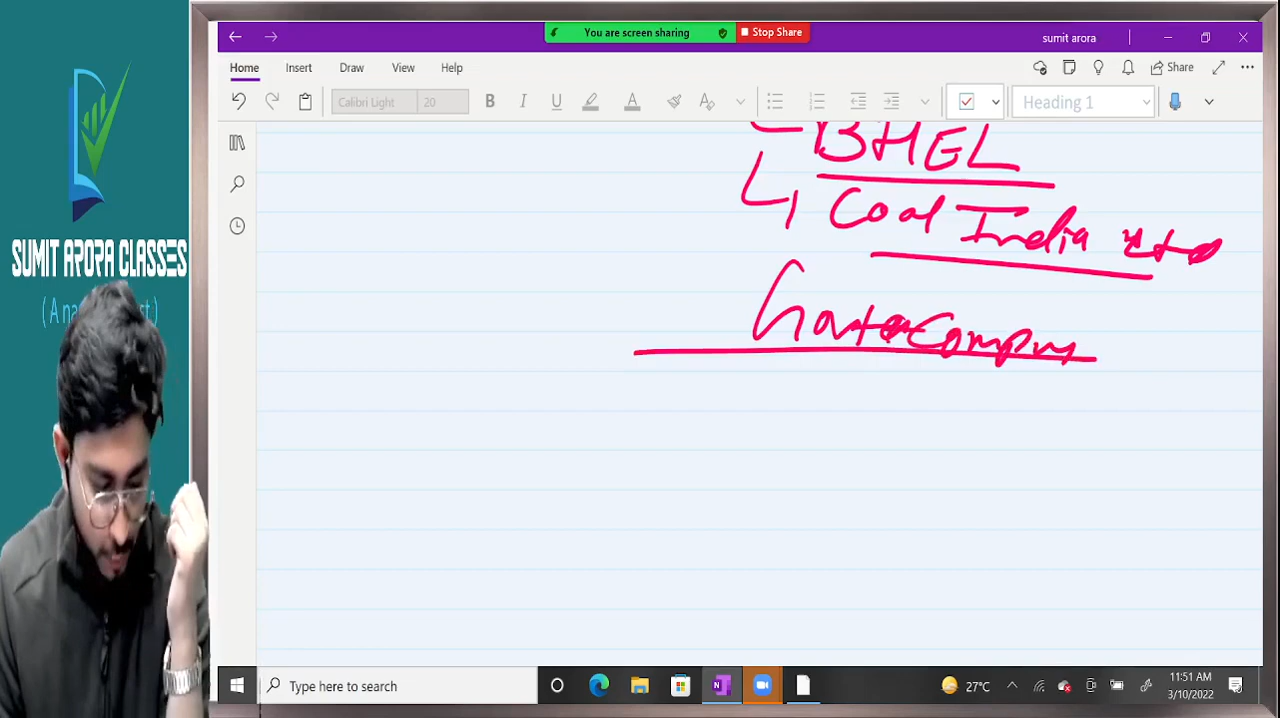 You are screen sharing
Stop Share
sumit arora
Home Insert Draw View Help
Share
Calibri Light 20
B I U A
Heading 1
BHEL
Coal India
SUMIT ARORA CLASSES
Type here to search
27°C
11:51 AM
3/10/2022